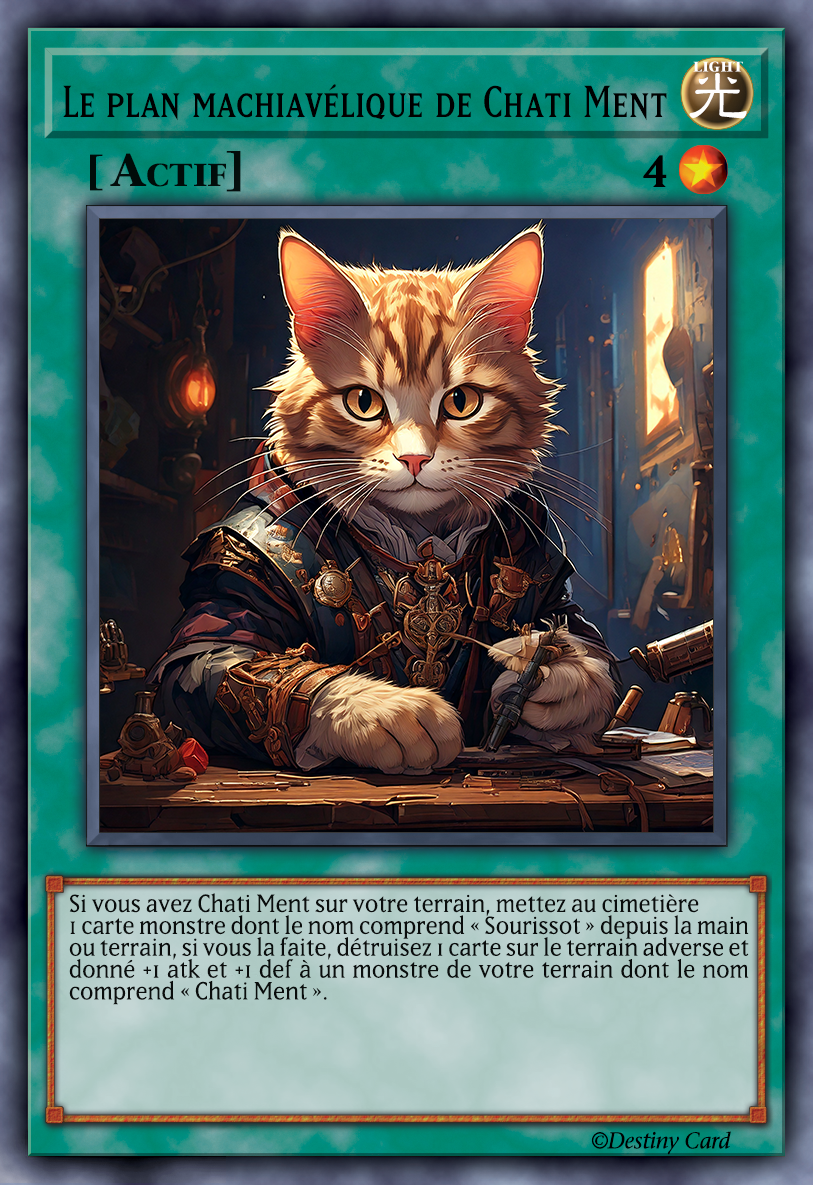 Le plan machiavélique de Chati Ment
LIGHT
光
[ Actif]
4
Si vous avez Chati Ment sur votre terrain, mettez au cimetière
1 carte monstre dont le nom comprend « Sourissot » depuis la main
ou terrain, si vous la faite, détruisez 1 carte sur le terrain adverse et
donné +1 atk et +1 def à un monstre de votre terrain dont le nom
comprend « Chati Ment ».
©Destiny Card